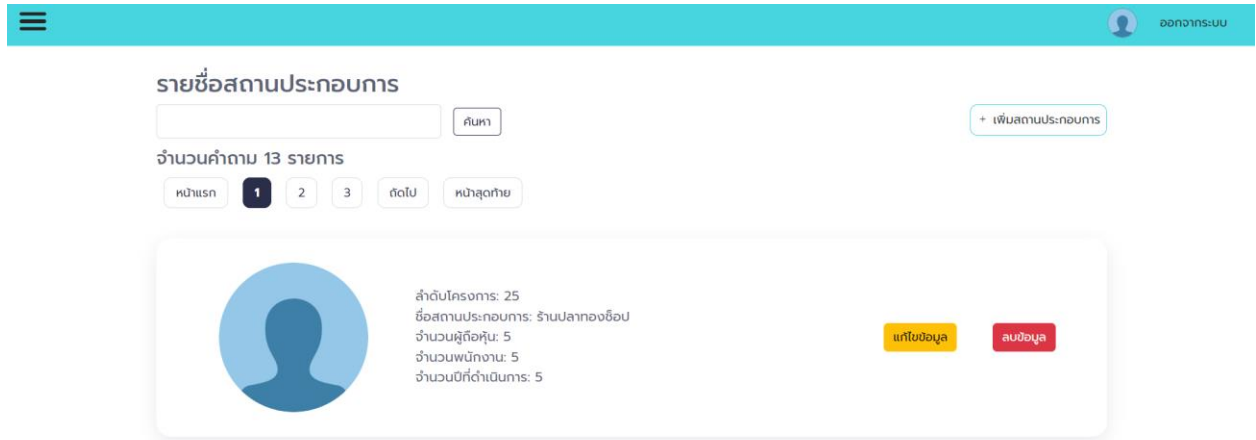 ออกจากระบบ
รายชื่อสถานประกอบการ
ค้นหา
+ เพิ่มสถานประกอบการ
จำนวนคำถาม 13 รายการ
หน้าแรก 1 2 3 ถัดไป หน้าสุดท้าย
ลำดับโครงการ: 25
ชื่อสถานประกอบการ: ร้านปลาทองช็อป
จำนวนผู้ถือหุ้น: 5
แก้ไขข้อมูล ลบข้อมูล
จำนวนพนักงาน: 5
จำนวนปีที่ดำเนินการ: 5